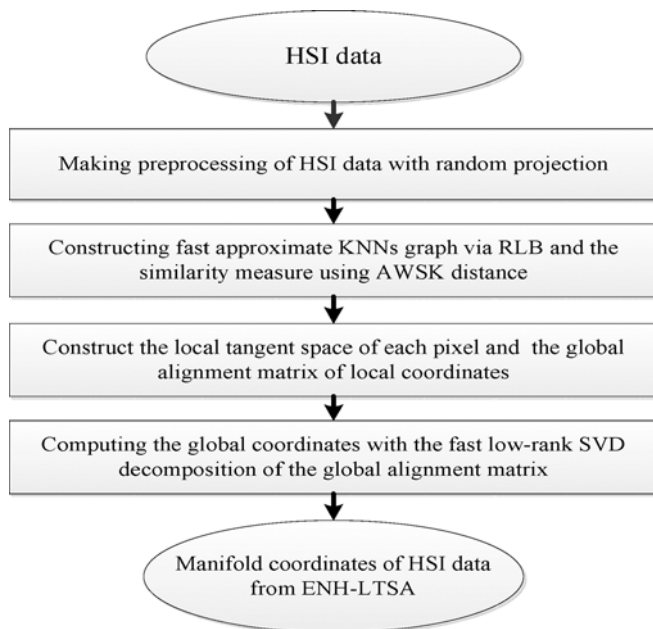 HSI data
Making preprocessing of HSI data with random projection
Constructing fast approximate KNNs graph via RLB and the
similarity measure using AWSK distance
Construct the local tangent space of each pixel and the global
alignment matrix of local coordinates
Computing the global coordinates with the fast low-rank SVD
decomposition of the global alignment matrix
Manifold coordinates of HSI data
from ENH-LTSA